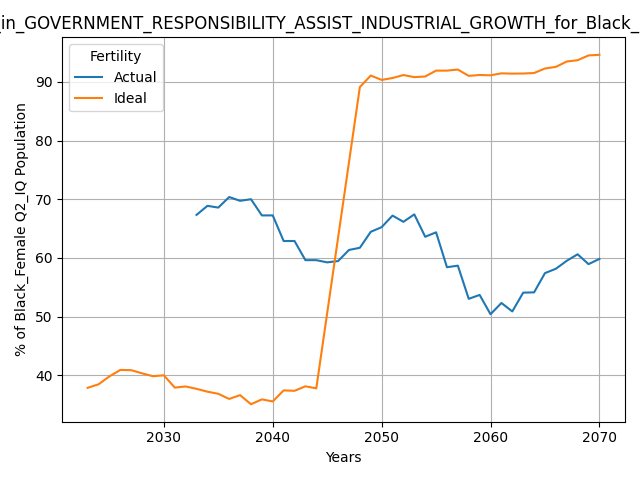 _in_GOVERNMENT_RESPONSIBILITY_ASSIST_INDUSTRIAL_GROWTH_for_Black_
Fertility
Actual
Ideal
% of Black_Female Q2_IQ Population
90
80
70
60
50
40
2030 2040 2050 2060 2070
Years